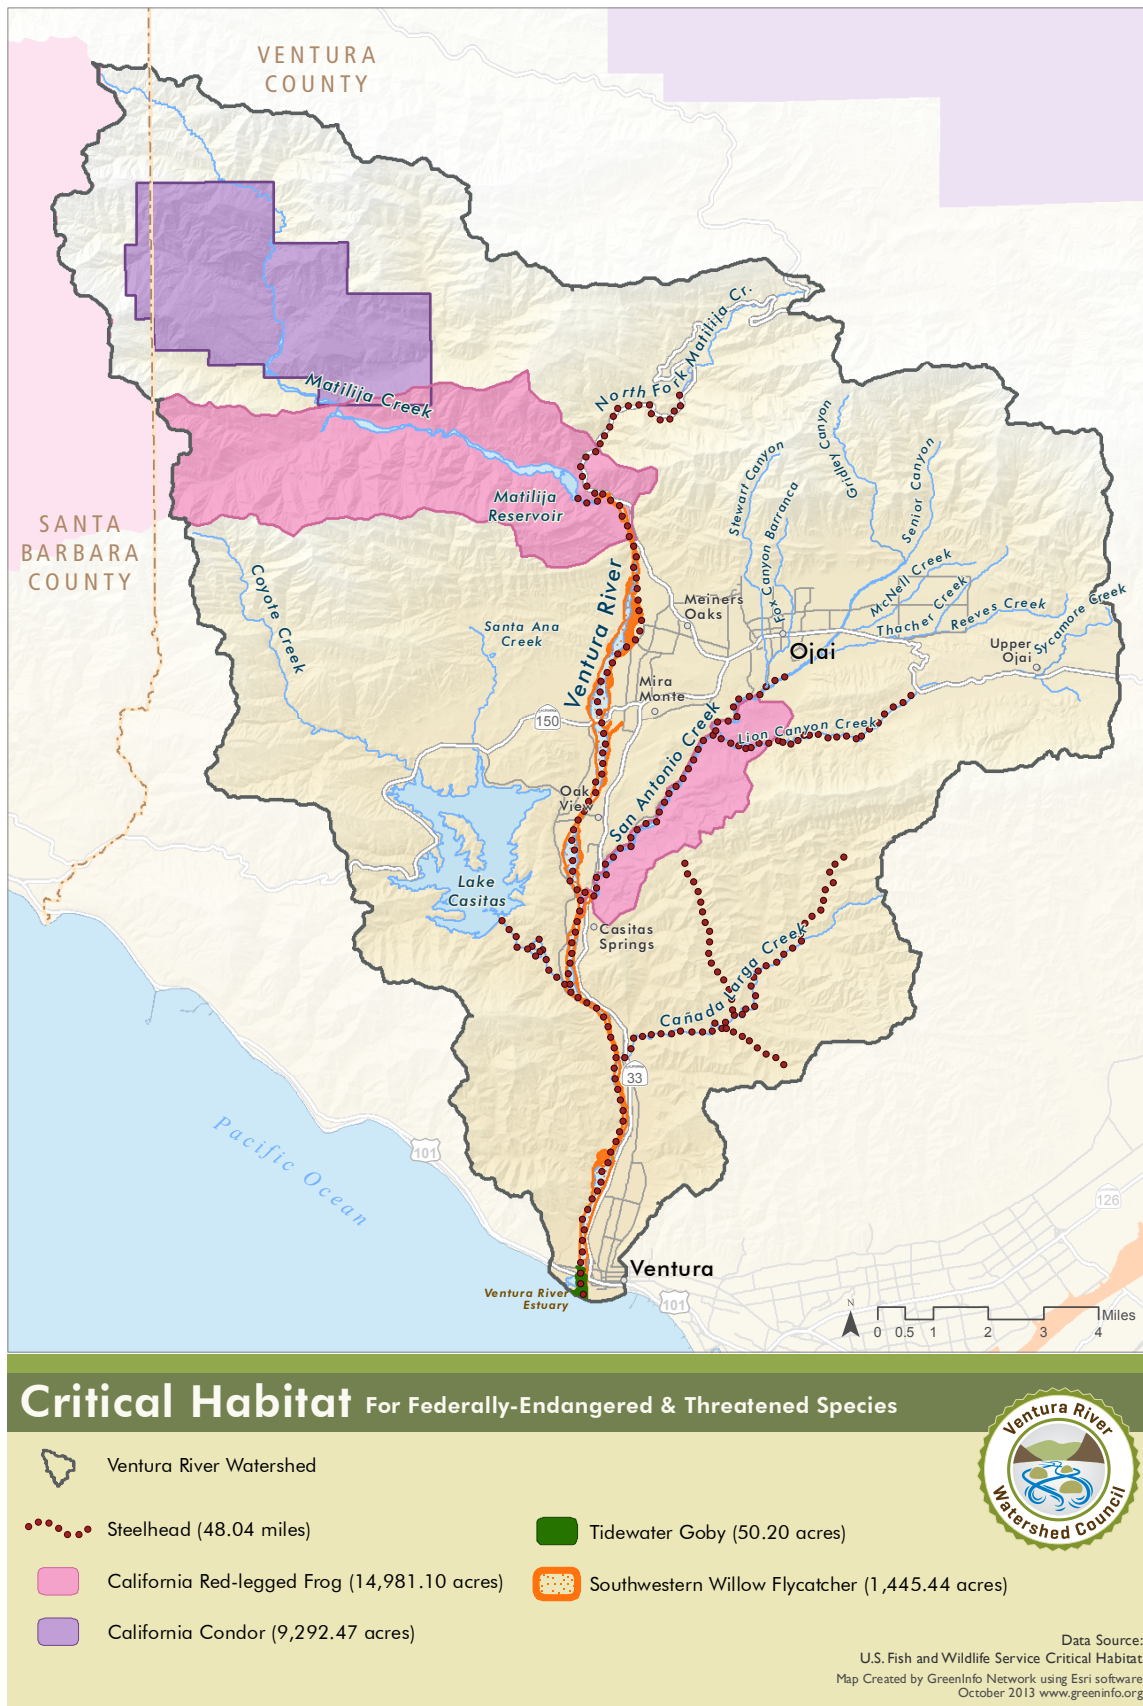 VENTURA
COUNTY
North Fork Matilija Cr.
Matilija Creek
Matilija
Reservoir
SANTA
BARBARA
COUNTY
Stewart Canyon
Fox Canyon Barranca
Gridley Canyon
Senior Canyon
McNell Creek
Thacher Creek
Reeves Creek
Sycamore Creek
Coyote Creek
Santa Ana
Creek
Ventura River
Meiners
Oaks
Ojai
Upper
Ojai
Mira
Monte
150
San Antonio Creek
Lion Canyon Creek
Oak
View
Lake
Casitas
Casitas
Springs
Cañada Larga Creek
33
Pacific Ocean
101
126
Ventura
Ventura River
Estuary
101
N
Miles
0 0.5 1 2 3 4
Critical Habitat For Federally-Endangered & Threatened Species
Ventura River
Watershed Council
Ventura River Watershed
Steelhead (48.04 miles)
Tidewater Goby (50.20 acres)
California Red-legged Frog (14,981.10 acres)
Southwestern Willow Flycatcher (1,445.44 acres)
California Condor (9,292.47 acres)
Data Source:
U.S. Fish and Wildlife Service Critical Habitat
Map Created by GreenInfo Network using Esri software
October 2013 www.greeninfo.org